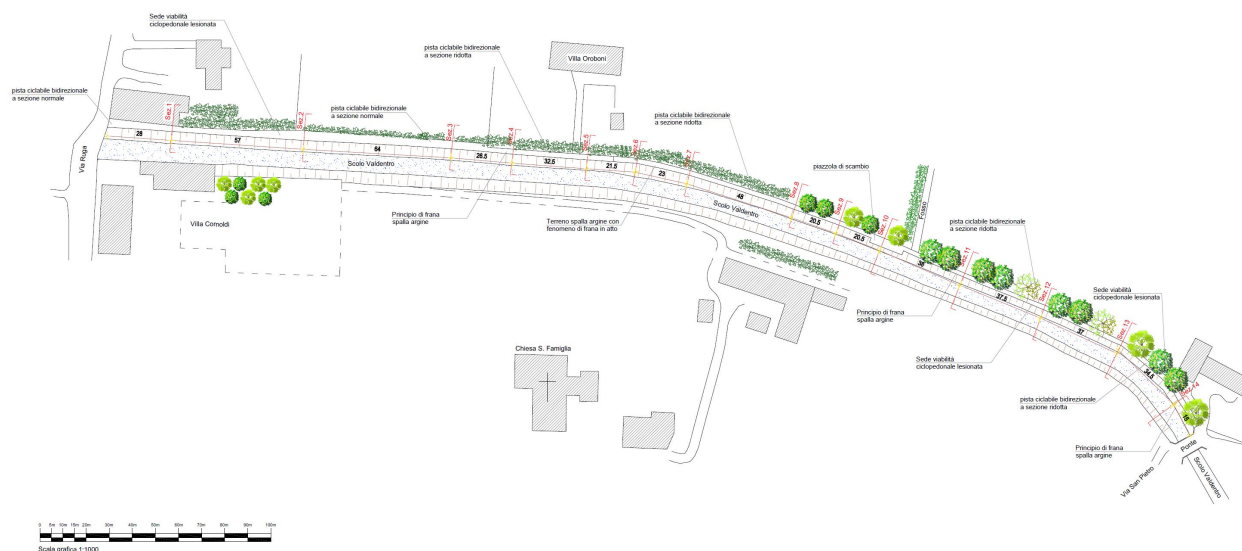 Sede viabilità
ciclopedonale lesionata
pista ciclabile bidirezionale
a sezione ridotta
Villa Oroboni
pista ciclabile bidirezionale
a sezione normale
pista ciclabile bidirezionale
a sezione normale
pista ciclabile bidirezionale
a sezione ridotta
Via Ruga
28
Sez.1
57
Sez.2
64
Sez.3
26.5
Sez.4
32.5
Sez.5
21.5
Sez.6
23
Sez.7
48
Sez.8
20.5
Sez.9
20.5
Sez.10
38
Sez.11
37.5
Sez.12
37
Sez.13
34.5
Sez.14
15
Scolo Valdentro
Scolo Valdentro
piazzola di scambio
Fosso
pista ciclabile bidirezionale
a sezione ridotta
Sede viabilità
ciclopedonale lesionata
Villa Cornoldi
Principio di frana
spalla argine
Terreno spalla argine con
fenomeno di frana in atto
Principio di frana
spalla argine
Chiesa S. Famiglia
Sede viabilità
ciclopedonale lesionata
pista ciclabile bidirezionale
a sezione ridotta
Principio di frana
spalla argine
Ponte
Via San Pietro
Scolo Valdentro
0 5m 10m 15m 20m 30m 40m 50m 60m 70m 80m 90m 100m
Scala grafica 1:1000